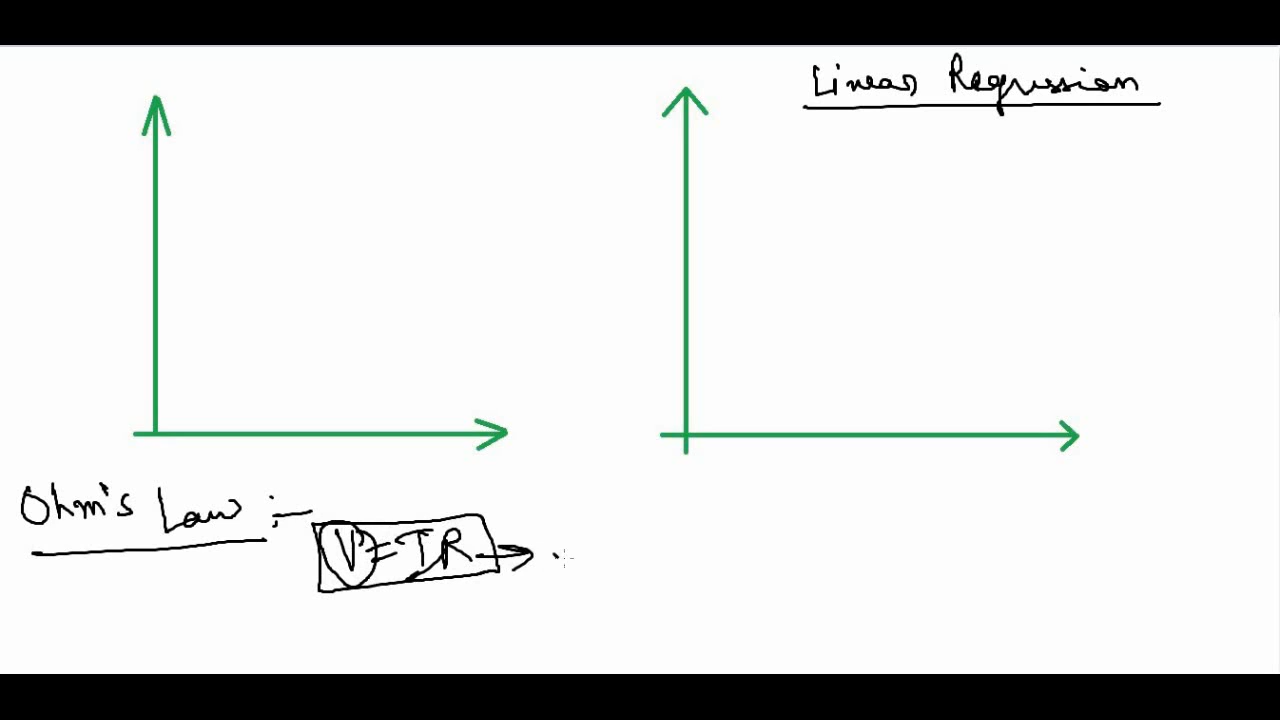 Linear Regression
Ohm's Law :-
V = IR →